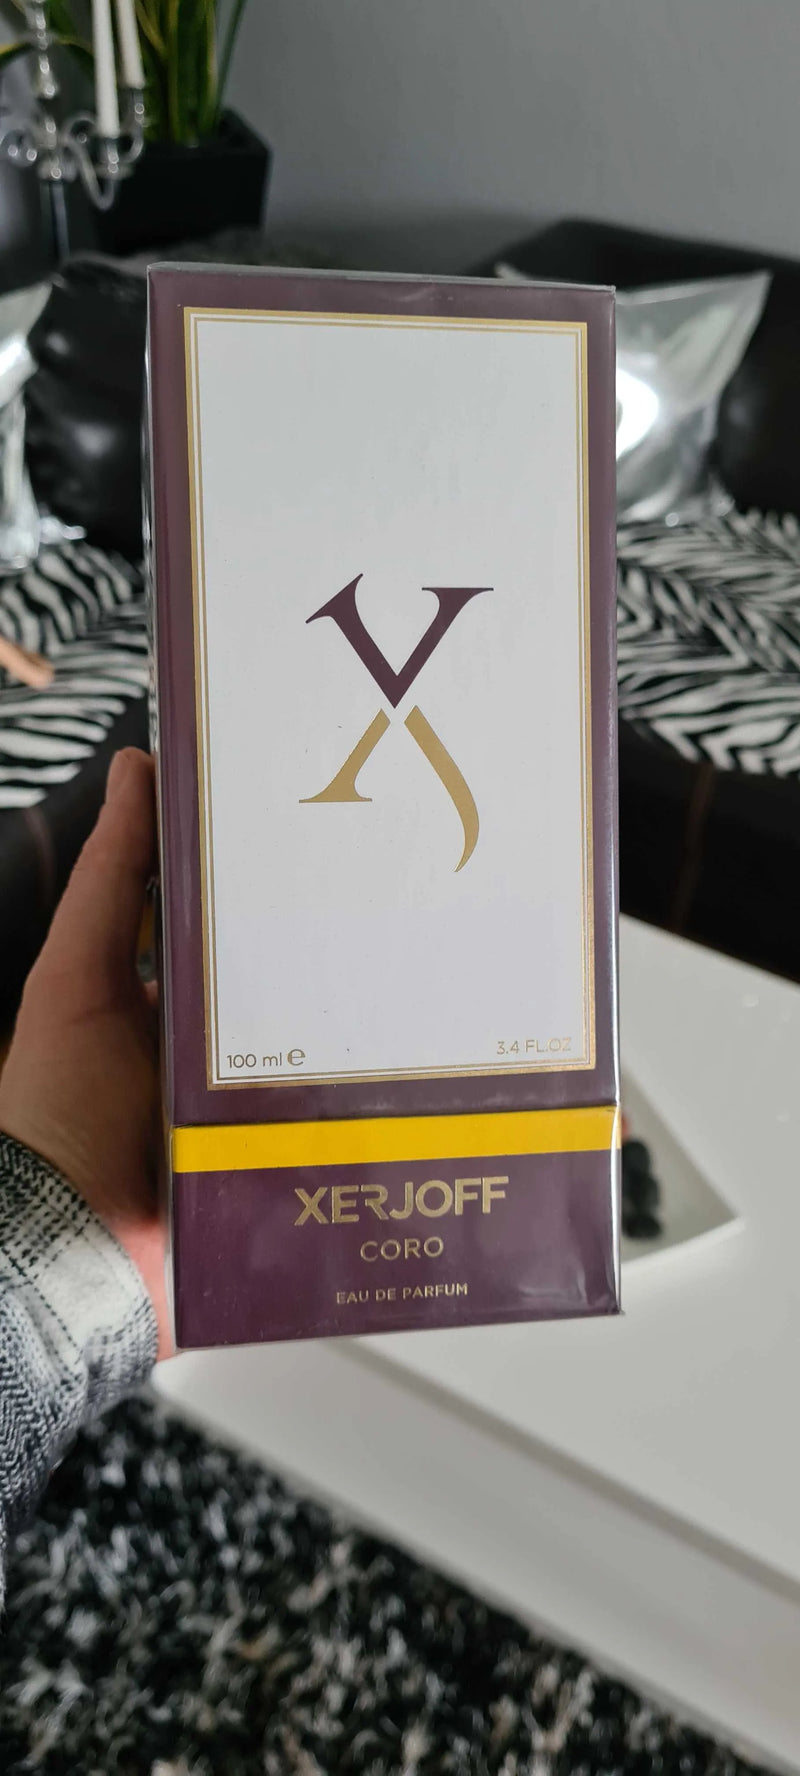 X
100 ml ℮
3.4 FL.OZ
XERJOFF
CORO
EAU DE PARFUM